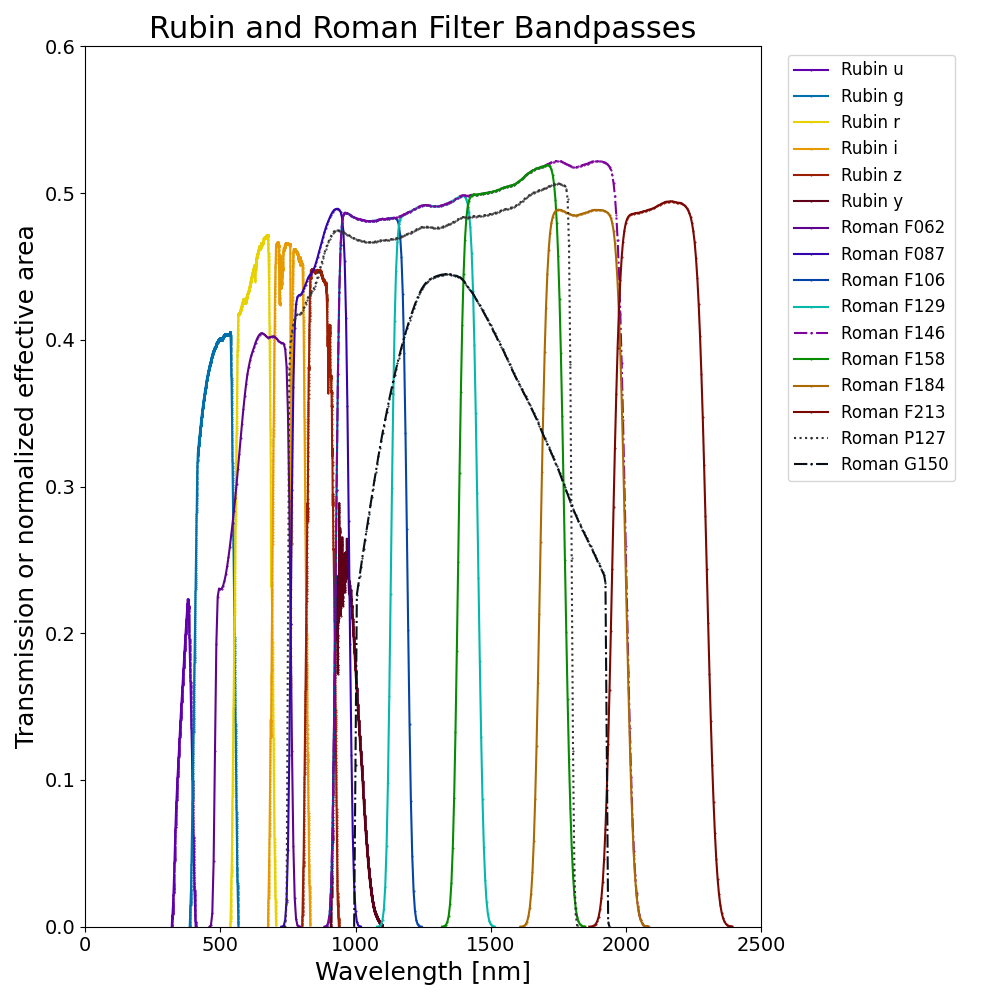 Rubin and Roman Filter Bandpasses
Transmission or normalized effective area
0.6
0.5
0.4
0.3
0.2
0.1
0.0
0
500
1000
1500
2000
2500
Wavelength [nm]
Rubin u
Rubin g
Rubin r
Rubin i
Rubin z
Rubin y
Roman F062
Roman F087
Roman F106
Roman F129
Roman F146
Roman F158
Roman F184
Roman F213
Roman P127
Roman G150